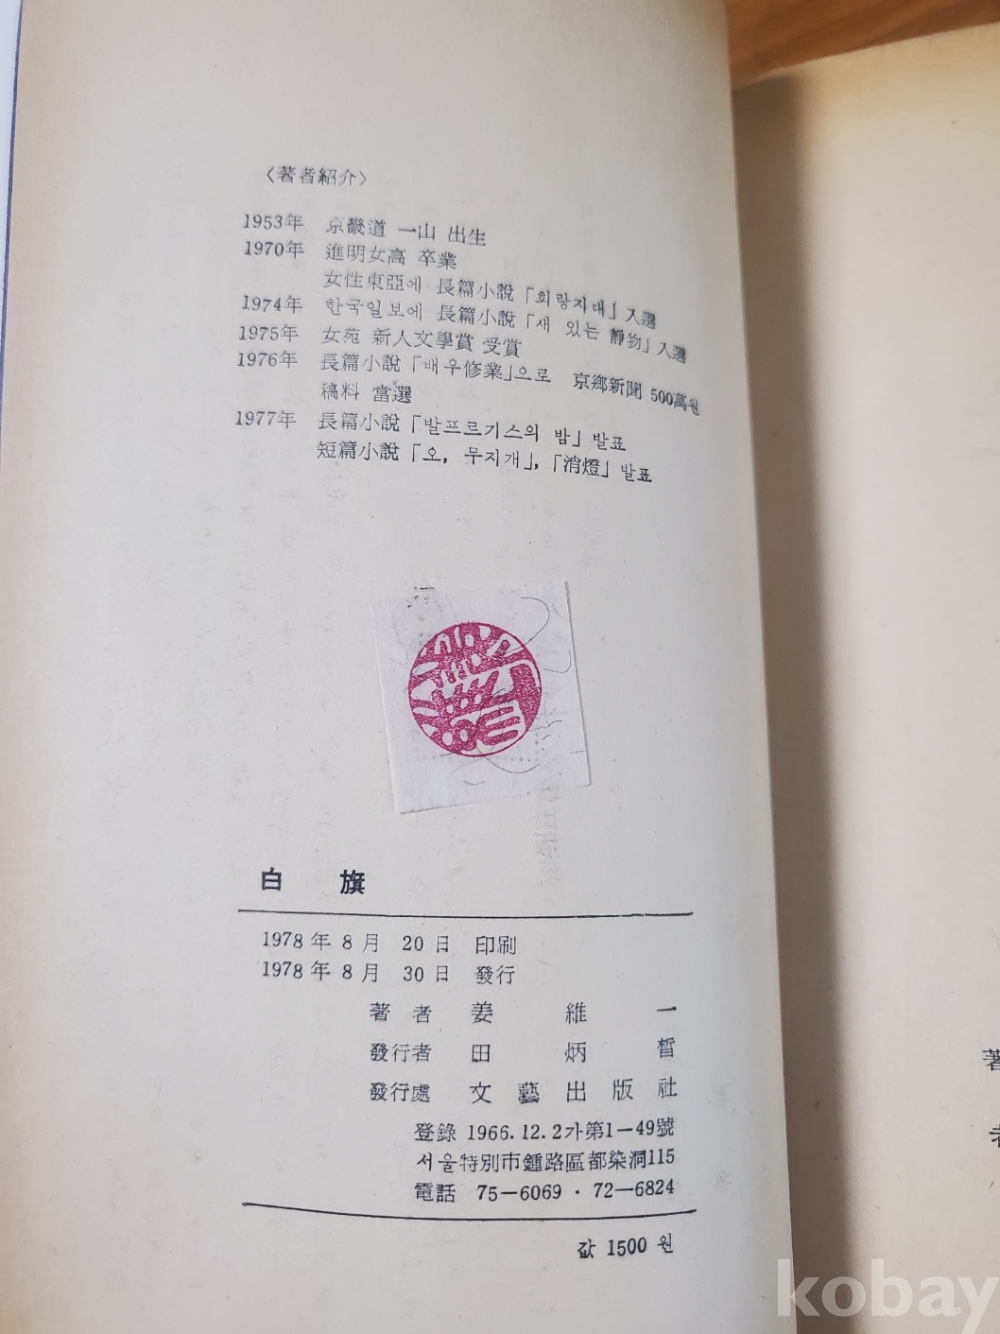 〈著者紹介〉
1953年 京畿道 一山 出生
1970年 進明女高 卒業
女性東亞에 長篇小說「회랑지대」入選
1974年 한국일보에 長篇小說「새 있는 靜物」入選
1975年 女苑 新人文學賞 受賞
1976年 長篇小說「배우修業」으로 京鄕新聞 500萬원
稿料 當選
1977年 長篇小說「발프르기스의 밤」발표
短篇小說「오, 무지개」,「消燈」발표
白 旗
1978年 8月 20日 印刷
1978年 8月 30日 發行
著者 姜維一
發行者 田炳晳
發行處 文藝出版社
登錄 1966.12.2가第1−49號
서울特別市鍾路區都染洞115
電話 75−6069 · 72−6824
값 1500 원
著
者
kobay